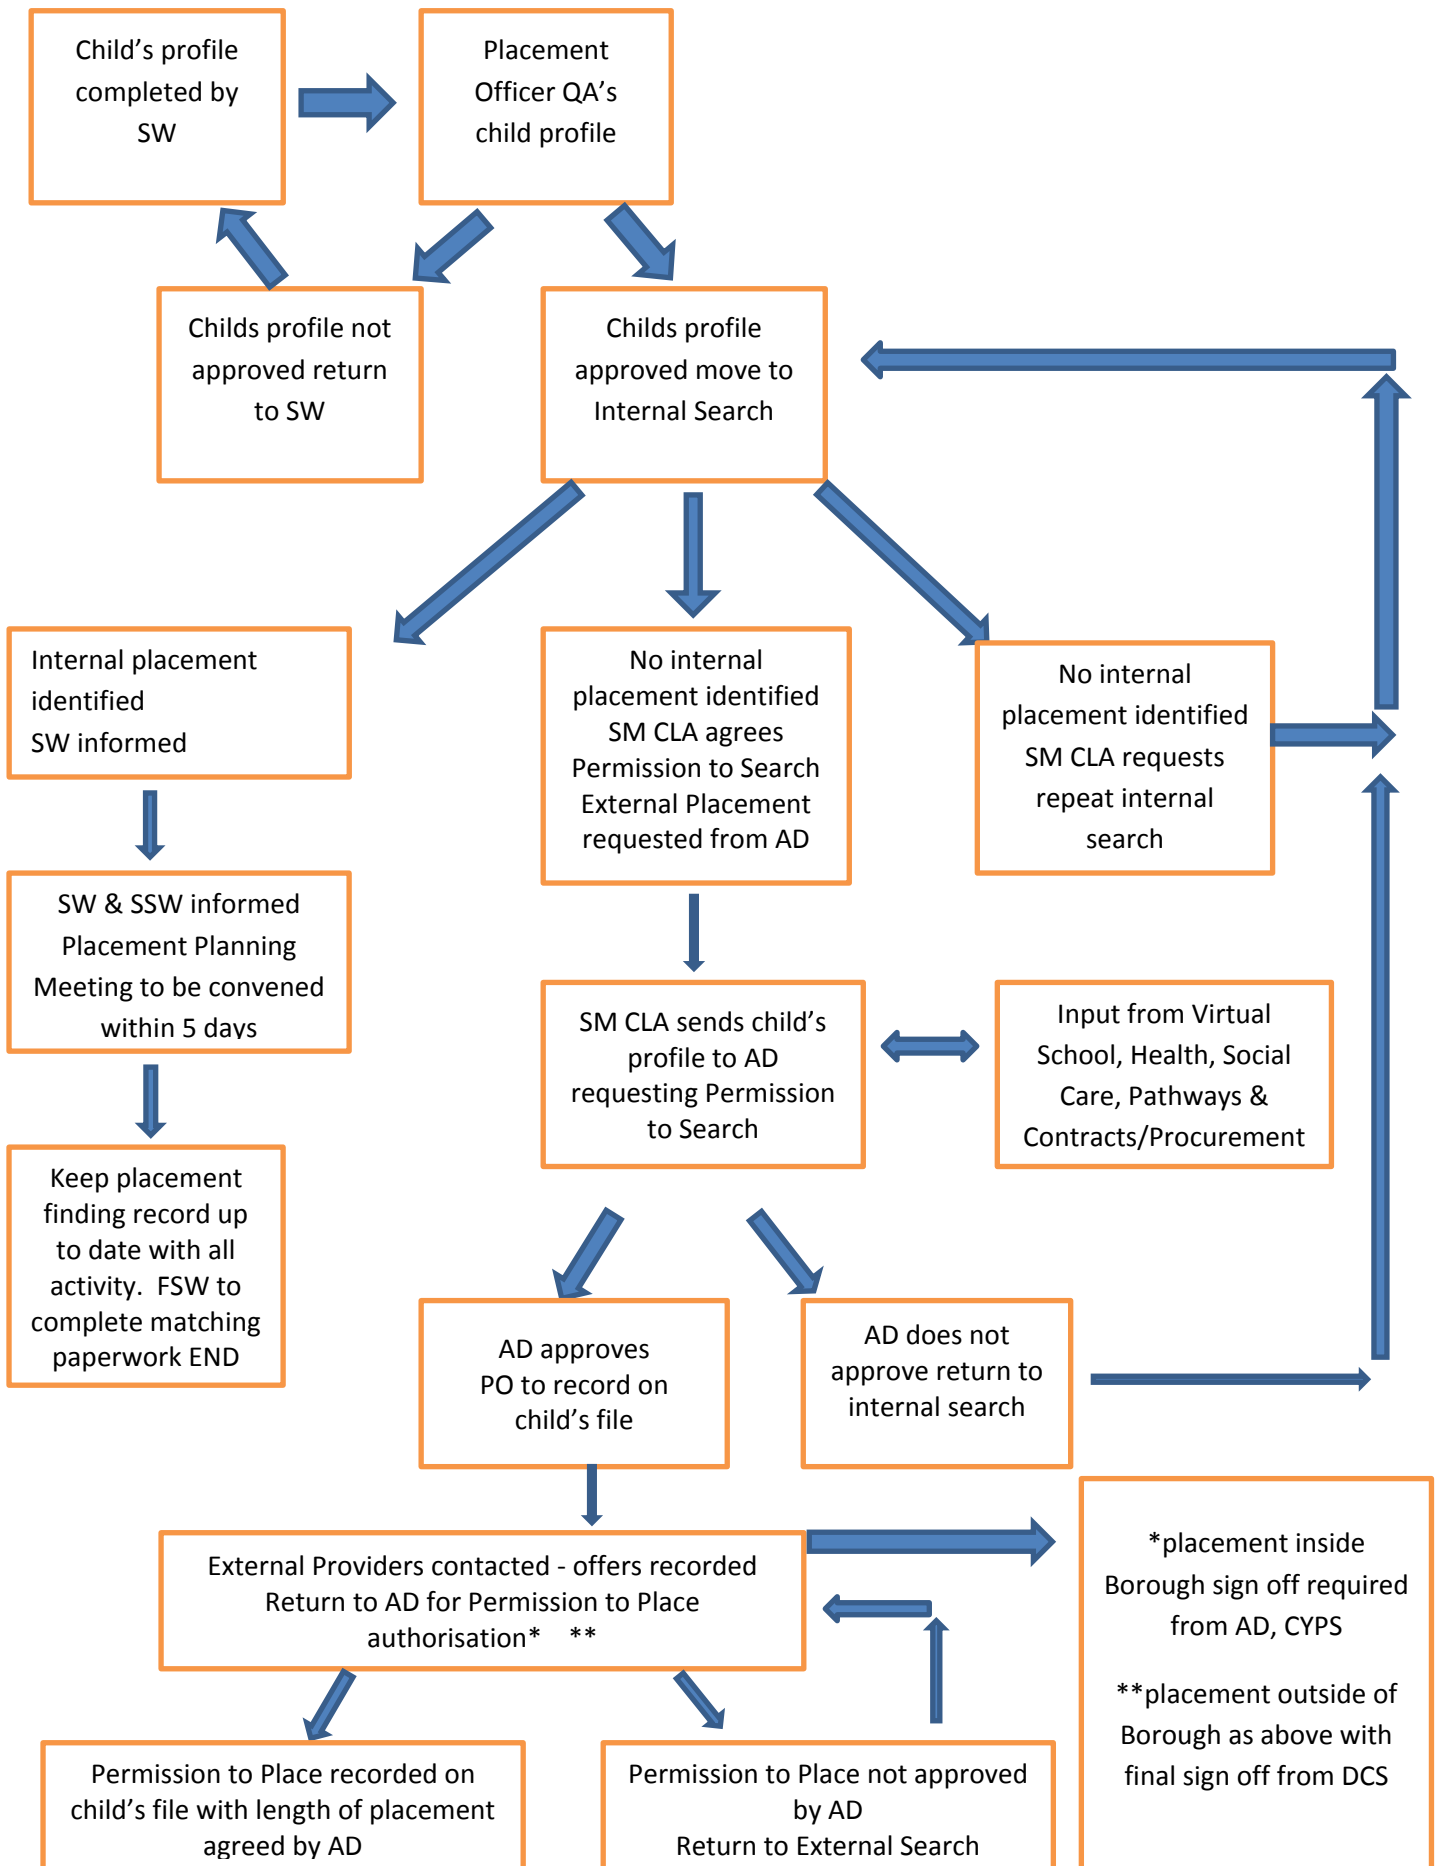 Child’s profile
completed by
SW
Placement
Officer QA’s
child profile
Childs profile not
approved return
to SW
Childs profile
approved move to
Internal Search
Internal placement
identified
SW informed
No internal
placement identified
SM CLA agrees
Permission to Search
External Placement
requested from AD
No internal
placement identified
SM CLA requests
repeat internal
search
SW & SSW informed
Placement Planning
Meeting to be convened
within 5 days
SM CLA sends child’s
profile to AD
requesting Permission
to Search
Input from Virtual
School, Health, Social
Care, Pathways &
Contracts/Procurement
Keep placement
finding record up
to date with all
activity.  FSW to
complete matching
paperwork END
AD approves
PO to record on
child’s file
AD does not
approve return to
internal search
External Providers contacted - offers recorded
Return to AD for Permission to Place
authorisation*   **
*placement inside
Borough sign off required
from AD, CYPS
**placement outside of
Borough as above with
final sign off from DCS
Permission to Place recorded on
child’s file with length of placement
agreed by AD
Permission to Place not approved
by AD
Return to External Search